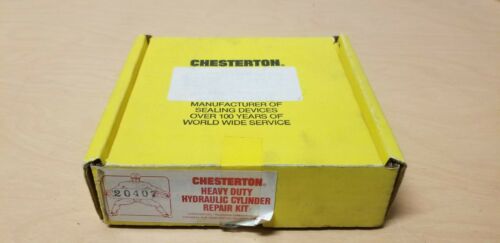 CHESTERTON®
MANUFACTURER OF
SEALING DEVICES
OVER 100 YEARS OF
WORLD WIDE SERVICE
20407
CHESTERTON®
HEAVY DUTY
HYDRAULIC CYLINDER
REPAIR KIT